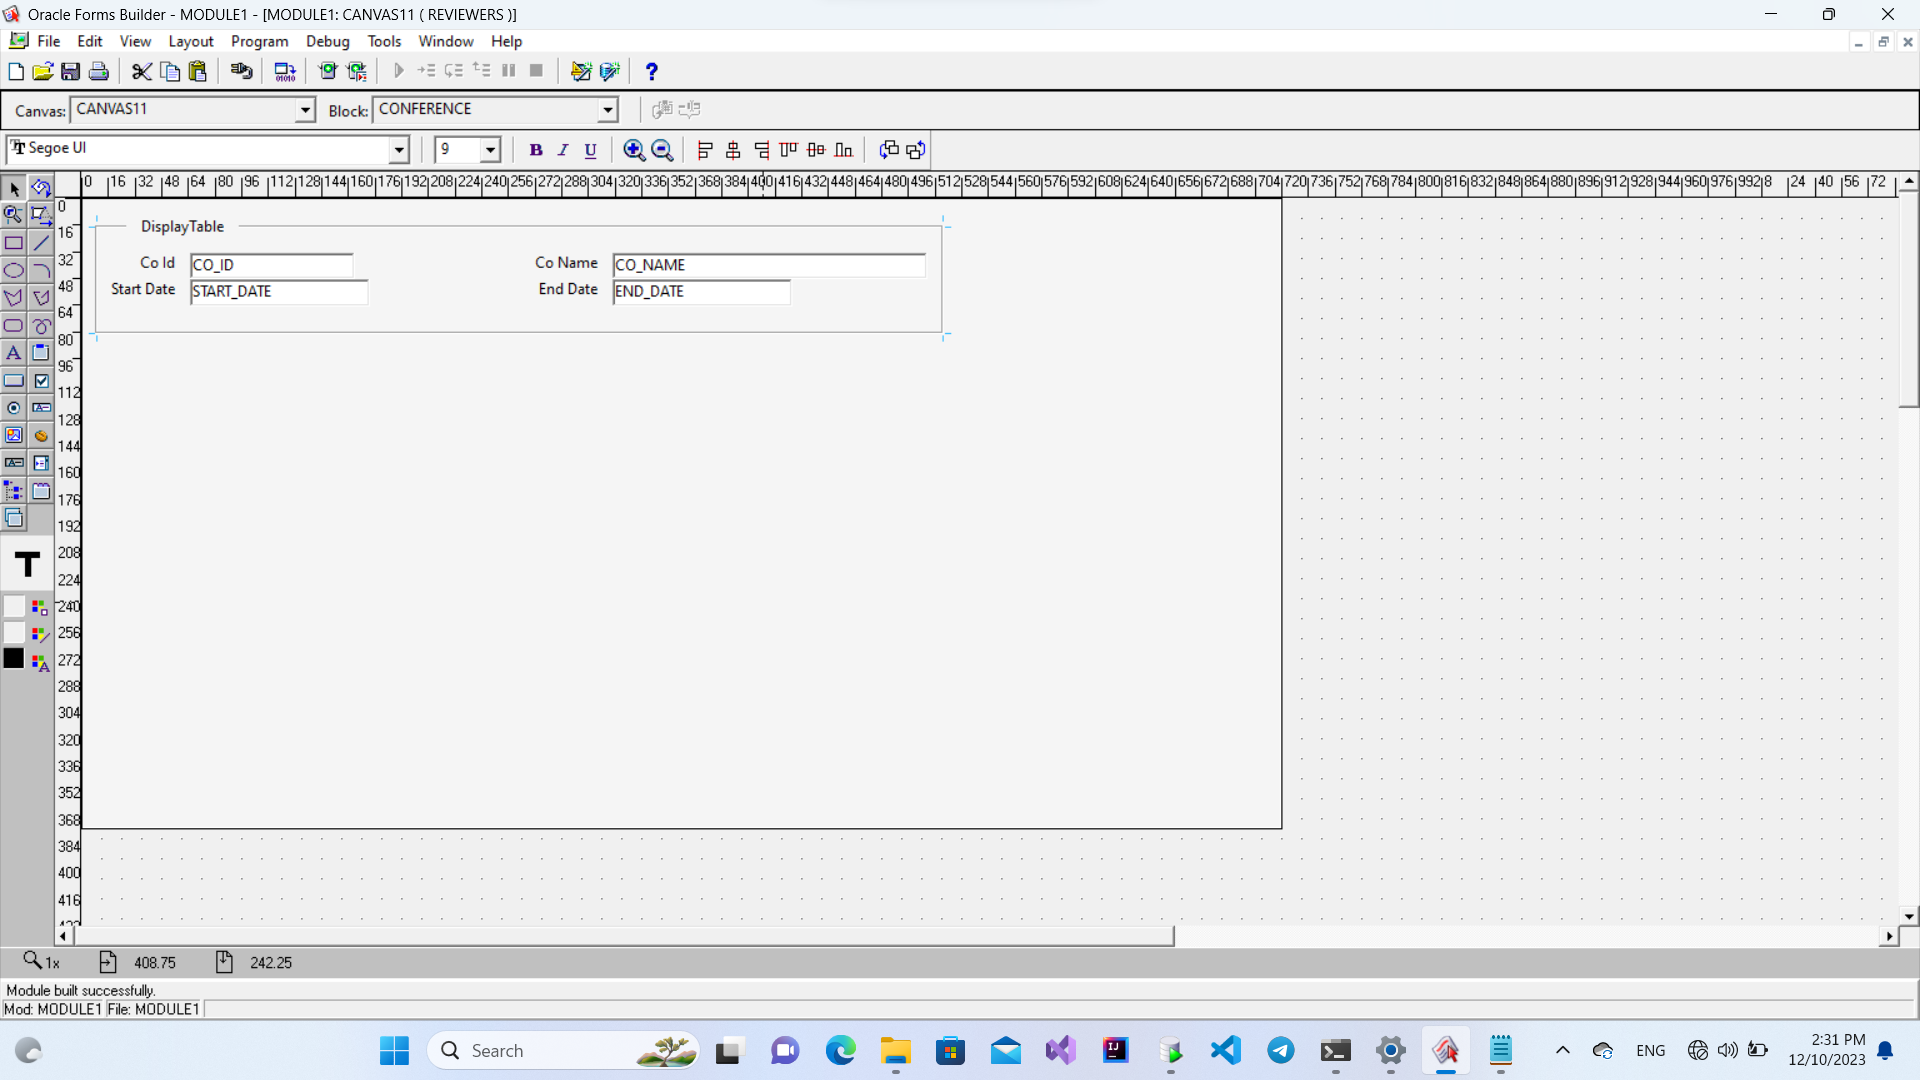 Oracle Forms Builder - MODULE1 - [MODULE1: CANVAS11 ( REVIEWERS )]
File Edit View Layout Program Debug Tools Window Help
Canvas: CANVAS11 Block: CONFERENCE
Segoe UI 9 B I U
0 16 32 48 64 80 96 112 128 144 160 176 192 208 224 240 256 272 288 304 320 336 352 368 384 400 416 432 448 464 480 496 512 528 544 560 576 592 608 624 640 656 672 688 704 720 736 752 768 784 800 816 832 848 864 880 896 912 928 944 960 976 992 8 24 40 56 72
0
16
32
48
64
80
96
112
128
144
160
176
192
208
224
240
256
272
288
304
320
336
352
368
384
400
416
DisplayTable
Co Id CO_ID Co Name CO_NAME
Start Date START_DATE End Date END_DATE
1x 408.75 242.25
Module built successfully.
Mod: MODULE1 File: MODULE1
Search
ENG
2:31 PM
12/10/2023